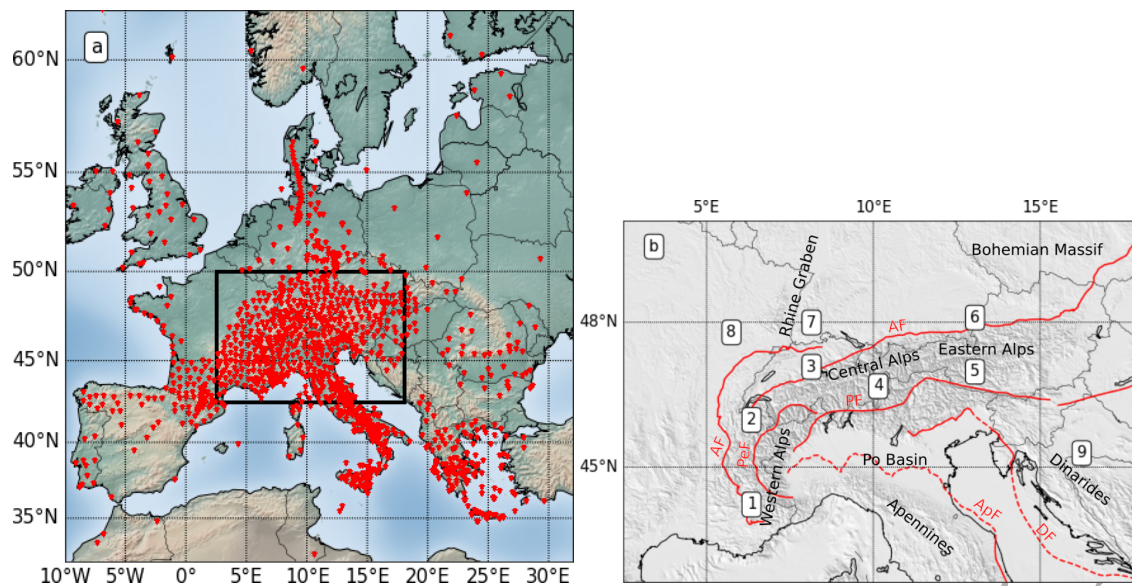 a
60°N
55°N
50°N
45°N
40°N
35°N
10°W 5°W 0° 5°E 10°E 15°E 20°E 25°E 30°E
5°E 10°E 15°E
b
Bohemian Massif
Rhine Graben
48°N
8 7 6
AF
Eastern Alps
3 Central Alps
4 5
PF
2
AF
PeF
Western Alps
Po Basin
9
Dinarides
45°N
1
Apennines
ApF
DF